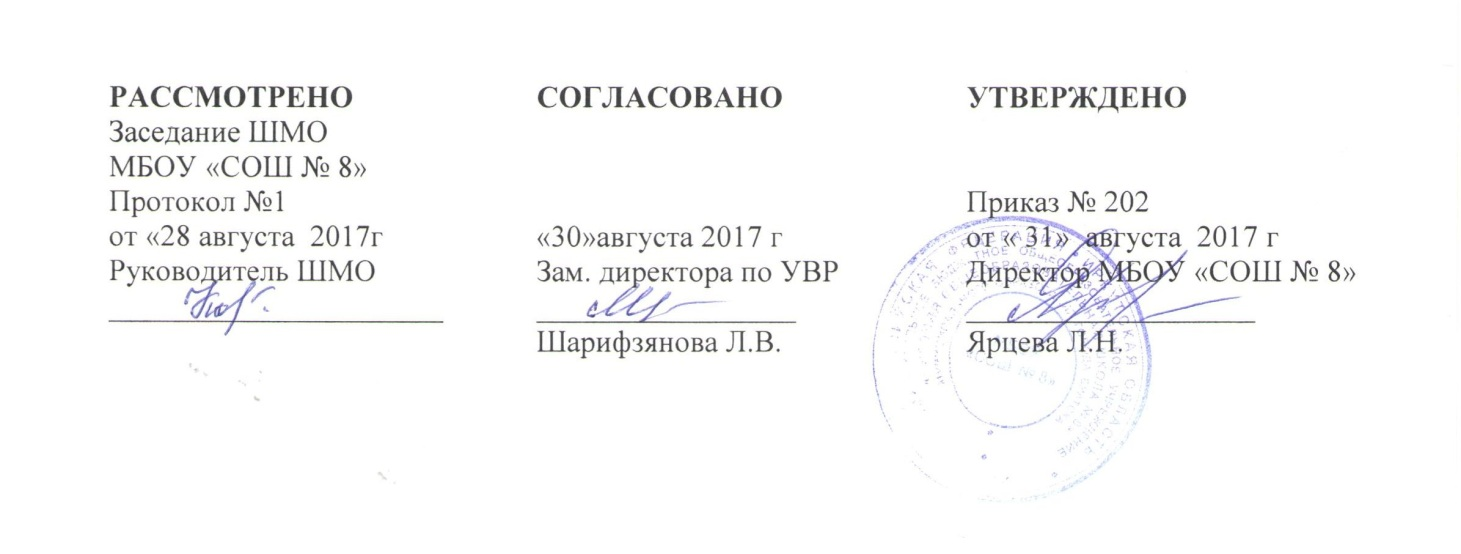 РАССМОТРЕНО
Заседание ШМО
МБОУ «СОШ № 8»
Протокол №1
от «28 августа  2017г
Руководитель ШМО
СОГЛАСОВАНО
«30»августа 2017 г
Зам. директора по УВР
Шарифзянова Л.В.
УТВЕРЖДЕНО
Приказ № 202
от « 31»  августа  2017 г
Директор МБОУ «СОШ № 8»
Ярцева Л.Н.
«СОШ №8»